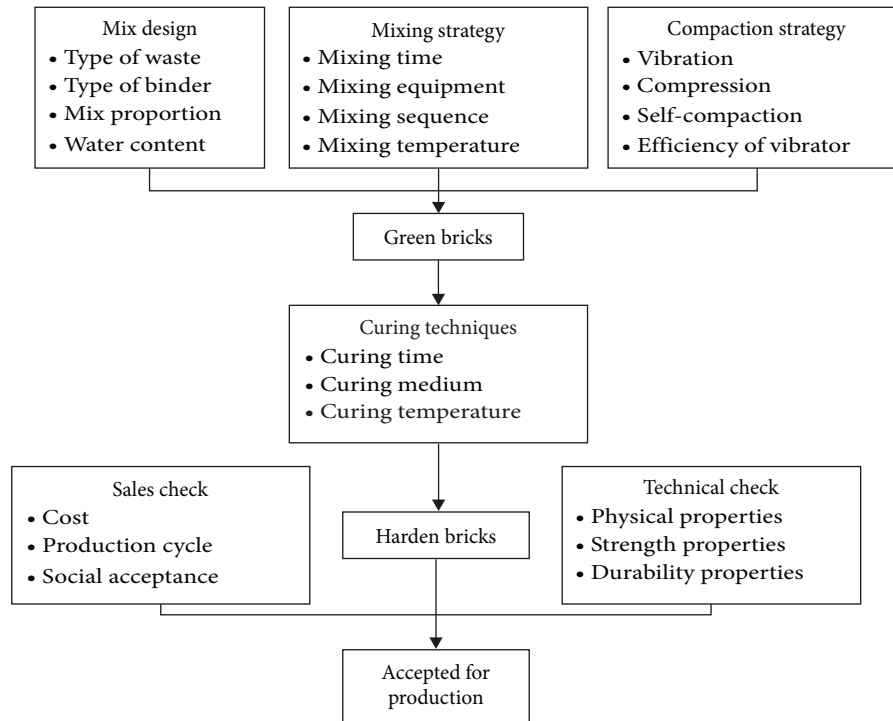 Mix design
• Type of waste
• Type of binder
• Mix proportion
• Water content
Mixing strategy
• Mixing time
• Mixing equipment
• Mixing sequence
• Mixing temperature
Compaction strategy
• Vibration
• Compression
• Self-compaction
• Efficiency of vibrator
Green bricks
Curing techniques
• Curing time
• Curing medium
• Curing temperature
Sales check
• Cost
• Production cycle
• Social acceptance
Harden bricks
Technical check
• Physical properties
• Strength properties
• Durability properties
Accepted for
production